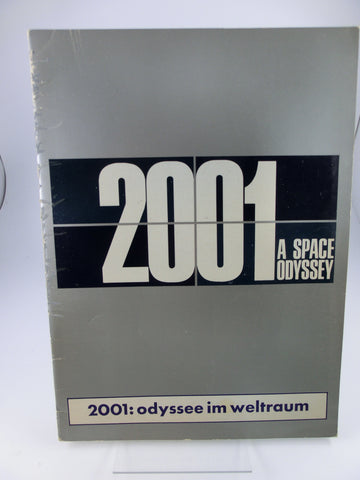 2001
A SPACE
ODYSSEY
2001: odyssee im weltraum